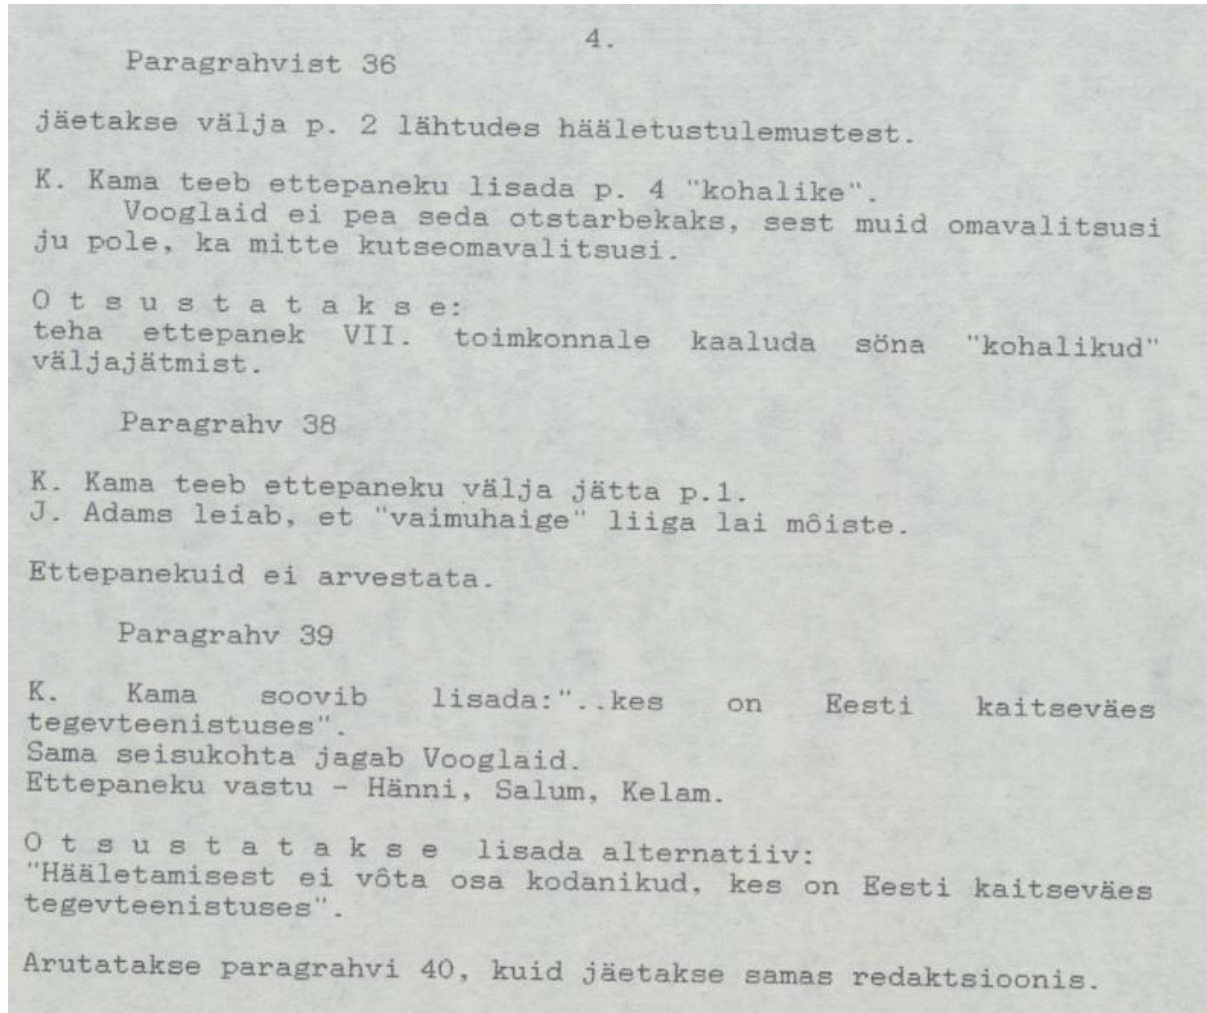 4.
Paragrahvist 36
jäetakse välja p. 2 lähtudes hääletustulemustest.
K. Kama teeb ettepaneku lisada p. 4 "kohalike".
Vooglaid ei pea seda otstarbekaks, sest muid omavalitsusi
ju pole, ka mitte kutseomavalitsusi.
O t s u s t a t a k s e:
teha ettepanek VII. toimkonnale kaaluda söna "kohalikud"
väljajätmist.
Paragrahv 38
K. Kama teeb ettepaneku välja jätta p.1.
J. Adams leiab, et "vaimuhaige" liiga lai môiste.
Ettepanekuid ei arvestata.
Paragrahv 39
K. Kama soovib lisada:"..kes on Eesti kaitseväes
tegevteenistuses".
Sama seisukohta jagab Vooglaid.
Ettepaneku vastu - Hänni, Salum, Kelam.
O t s u s t a t a k s e lisada alternatiiv:
"Hääletamisest ei vôta osa kodanikud, kes on Eesti kaitseväes
tegevteenistuses".
Arutatakse paragrahvi 40, kuid jäetakse samas redaktsioonis.